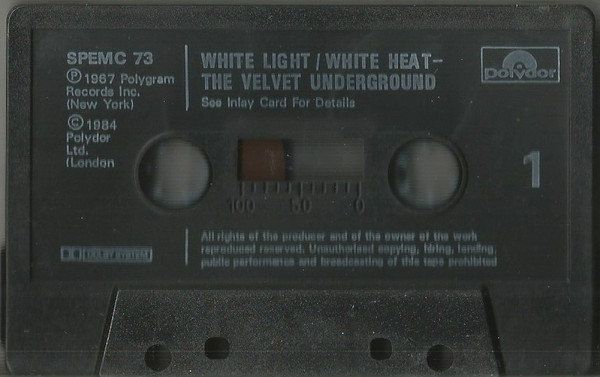 SPEMC 73
Ⓟ 1967 Polygram
Records Inc.
(New York)
© 1984
Polydor
Ltd.
(London
WHITE LIGHT / WHITE HEAT–
THE VELVET UNDERGROUND
See Inlay Card For Details
polydor
1
100 50 0
DOLBY SYSTEM
All rights of the producer and of the owner of the work
reproduced reserved. Unauthorised copying, hiring, lending,
public performance and broadcasting of this tape prohibited